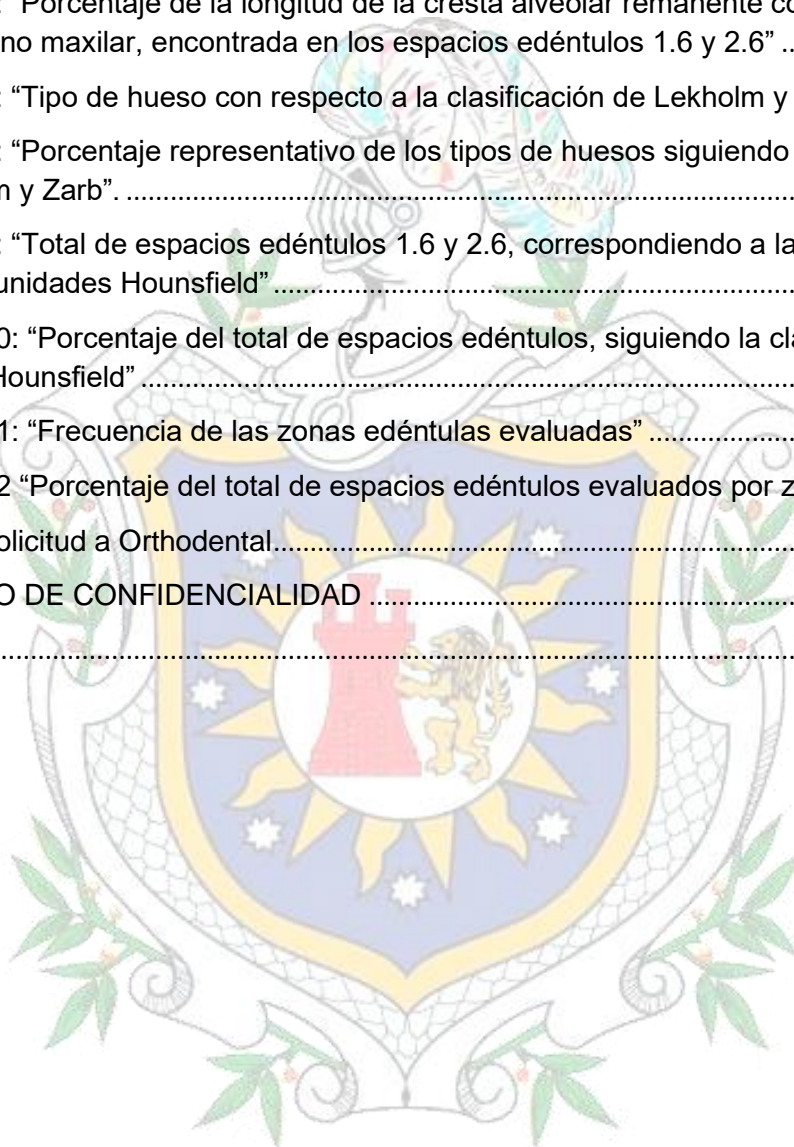 : “Porcentaje de la longitud de la cresta alveolar remanente
no maxilar, encontrada en los espacios edéntulos 1.6 y 2.6” ..
: “Tipo de hueso con respecto a la clasificación de Lekholm y
: “Porcentaje representativo de los tipos de huesos siguiendo
m y Zarb”. ........................................................................................
: “Total de espacios edéntulos 1.6 y 2.6, correspondiendo a la
unidades Hounsfield” ....................................................................
0: “Porcentaje del total de espacios edéntulos, siguiendo la
Hounsfield” .....................................................................................
1: “Frecuencia de las zonas edéntulas evaluadas” ...................
2 “Porcentaje del total de espacios edéntulos evaluados por
olicitud a Orthodental.....................................................................
O DE CONFIDENCIALIDAD .......................................................
........................................................................................................